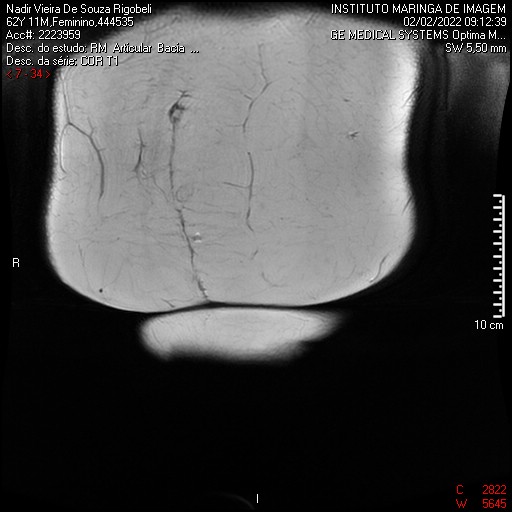 Nadir Vieira De Souza Rigobeli
62Y 11M,Feminino,444535
Acc#: 2223959
Desc. do estudo: RM Articular Bacia ...
Desc. da série: COR T1
< 7 - 34 >
INSTITUTO MARINGA DE IMAGEM
02/02/2022 09:12:39
GE MEDICAL SYSTEMS Optima M...
SW 5,50 mm
R
10 cm
I
C 2822
W 5645